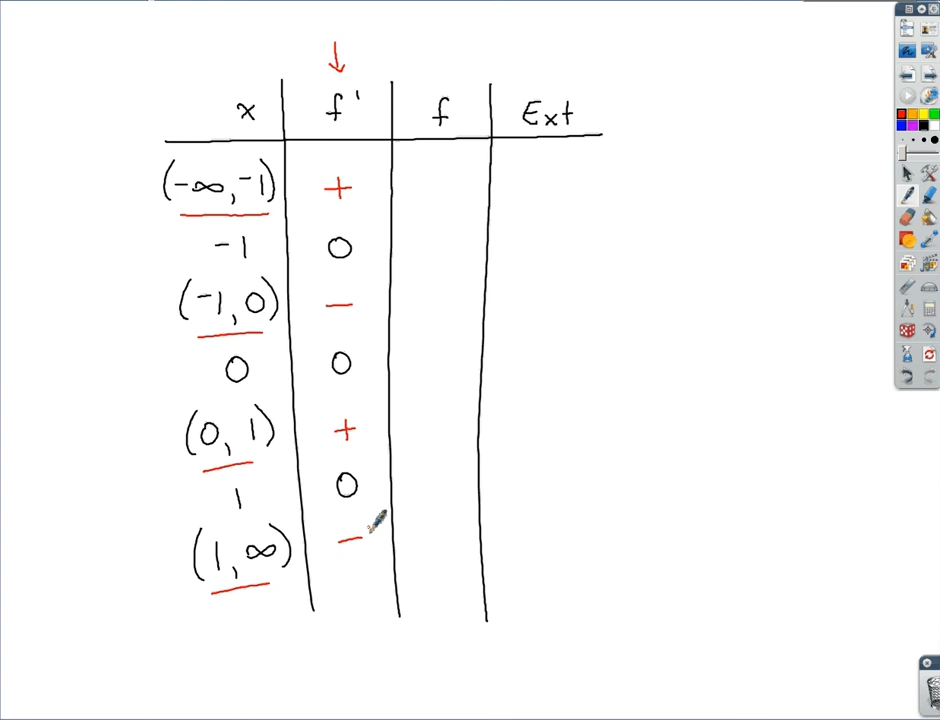 x f' f Ext
(-∞, -1) +
-1 0
(-1, 0) −
0 0
(0, 1) +
1 0
(1, ∞) −